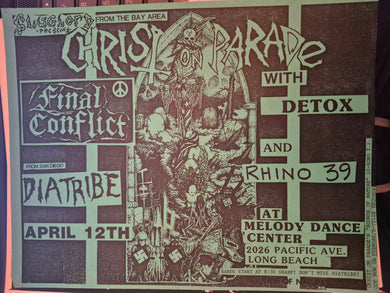 SLUGLORD
PRESENTS
FROM THE BAY AREA
CHRIST ON PARADE
WITH
Final
Conflict
DETOX
AND
FROM SAN DIEGO
DIATRIBE
RHINO 39
APRIL 12TH
AT
MELODY DANCE
CENTER
2026 PACIFIC AVE.
LONG BEACH
BANDS START AT 6:30 SHARP! DON'T MISS DIATRIBE!